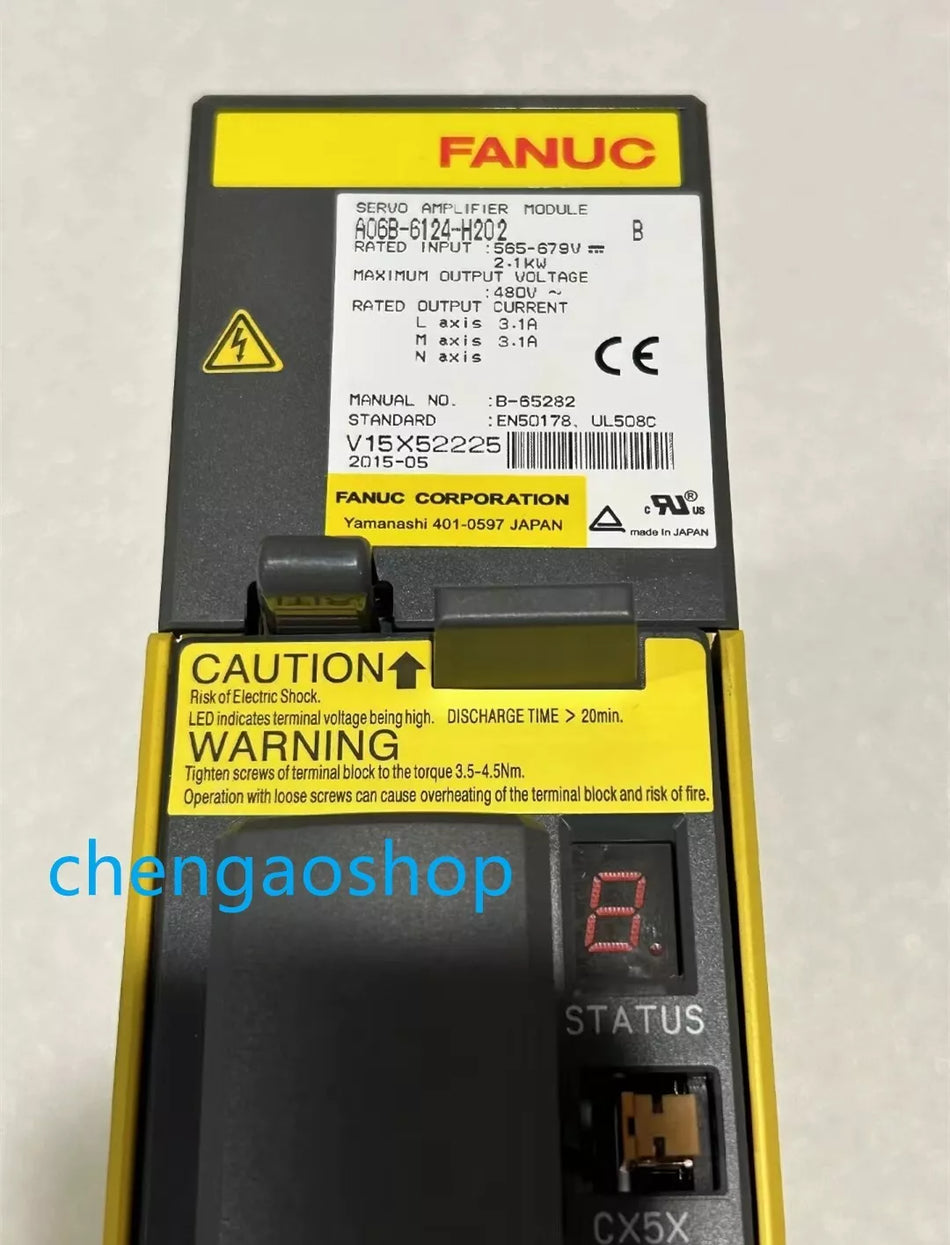 FANUC
SERVO AMPLIFIER MODULE
A06B-6124-H202 B
RATED INPUT :565-679V ⎓
2.1KW
MAXIMUM OUTPUT VOLTAGE
:480V ~
RATED OUTPUT CURRENT
L axis 3.1A
M axis 3.1A
N axis
CE
MANUAL NO. :B-65282
STANDARD :EN50178、UL508C
V15X52225
2015-05
FANUC CORPORATION
Yamanashi 401-0597 JAPAN
c RU ® US
made in JAPAN
CAUTION
Risk of Electric Shock.
LED indicates terminal voltage being high. DISCHARGE TIME > 20min.
WARNING
Tighten screws of terminal block to the torque 3.5-4.5Nm.
Operation with loose screws can cause overheating of the terminal block and risk of fire.
chengaoshop
8.
STATUS
CX5X